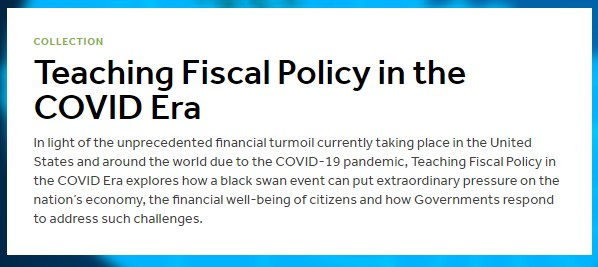 COLLECTION
Teaching Fiscal Policy in the
COVID Era
In light of the unprecedented financial turmoil currently taking place in the United
States and around the world due to the COVID-19 pandemic, Teaching Fiscal Policy in
the COVID Era explores how a black swan event can put extraordinary pressure on the
nation's economy, the financial well-being of citizens and how Governments respond
to address such challenges.